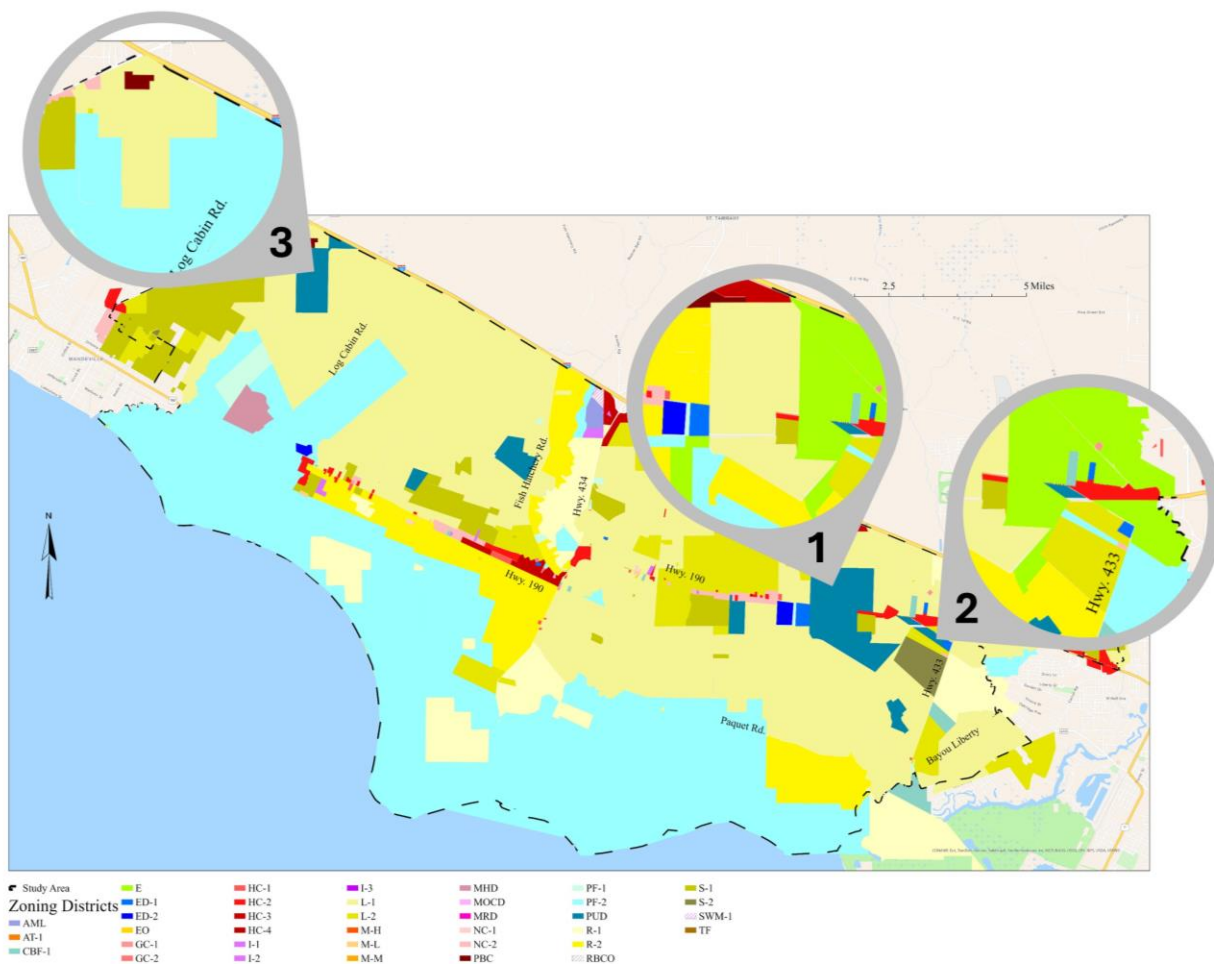 3
Log Cabin Rd.
ST. TAMMANY
2.5
5 Miles
MANDEVILLE
Log Cabin Rd.
Fish Hatchery Rd.
Hwy. 434
1
2
Hwy. 433
Hwy. 190
Hwy. 190
Hwy. 433
Paquet Rd.
Bayou Liberty
N
Study Area
Zoning Districts
AML
AT-1
CBF-1
E
ED-1
ED-2
EO
GC-1
GC-2
HC-1
HC-2
HC-3
HC-4
I-1
I-2
I-3
L-1
L-2
M-H
M-L
M-M
MHD
MOCD
MRD
NC-1
NC-2
PBC
PF-1
PF-2
PUD
R-1
R-2
RBCO
S-1
S-2
SWM-1
TF